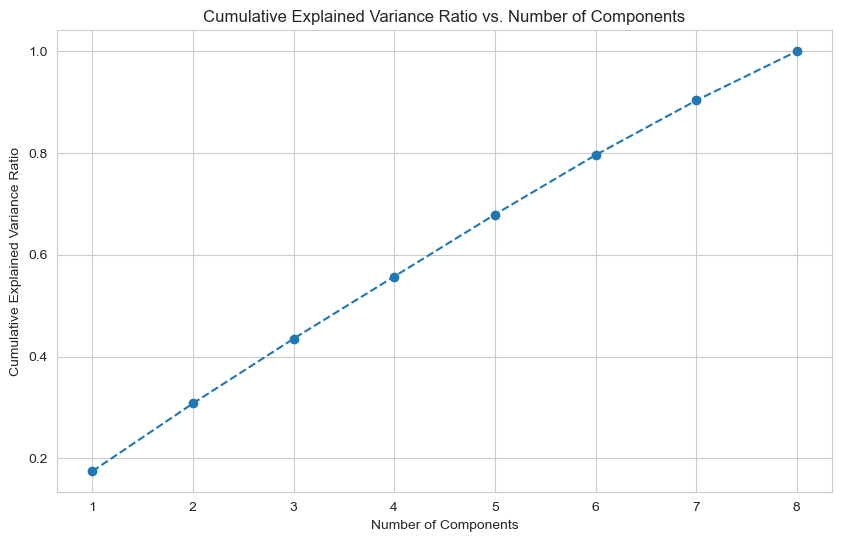 Cumulative Explained Variance Ratio vs. Number of Components
1.0
0.8
0.6
0.4
0.2
Cumulative Explained Variance Ratio
1 2 3 4 5 6 7 8
Number of Components